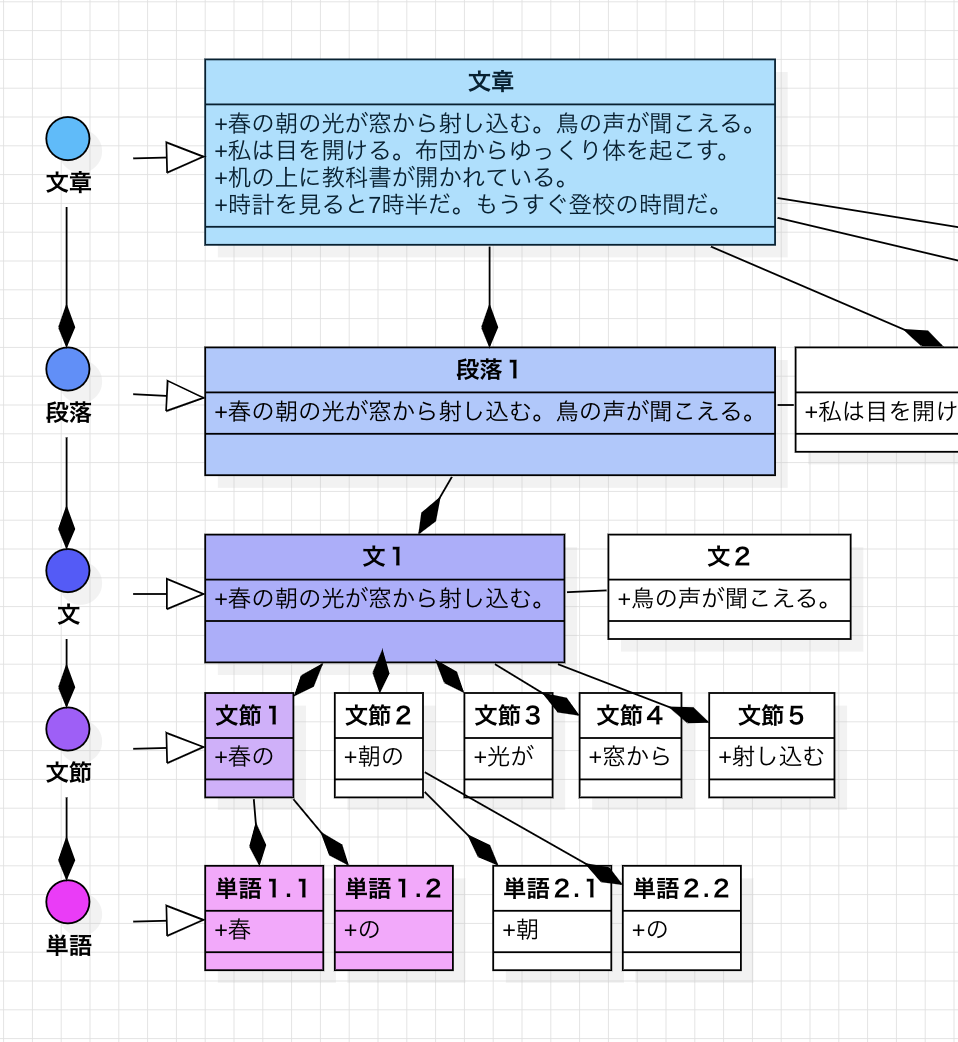 文章
+春の朝の光が窓から射し込む。鳥の声が聞こえる。
+私は目を開ける。布団からゆっくり体を起こす。
+机の上に教科書が開かれている。
+時計を見ると7時半だ。もうすぐ登校の時間だ。
文章
段落１
+春の朝の光が窓から射し込む。鳥の声が聞こえる。
+私は目を開け
段落
文１
+春の朝の光が窓から射し込む。
文２
+鳥の声が聞こえる。
文
文節１
+春の
文節２
+朝の
文節３
+光が
文節４
+窓から
文節５
+射し込む
文節
単語１.１
+春
単語１.２
+の
単語２.１
+朝
単語２.２
+の
単語